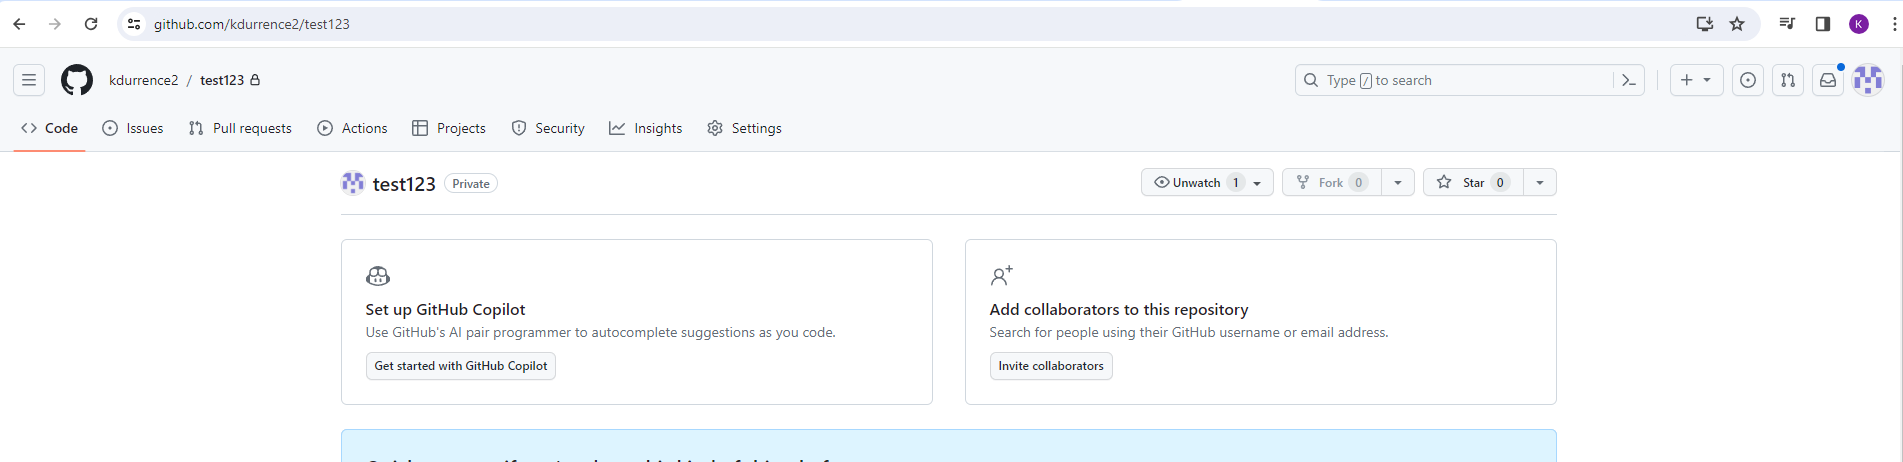 github.com/kdurrence2/test123
K
kdurrence2 / test123
Type / to search
Code Issues Pull requests Actions Projects Security Insights Settings
test123 Private
Unwatch 1 Fork 0 Star 0
Set up GitHub Copilot
Use GitHub's AI pair programmer to autocomplete suggestions as you code.
Get started with GitHub Copilot
Add collaborators to this repository
Search for people using their GitHub username or email address.
Invite collaborators